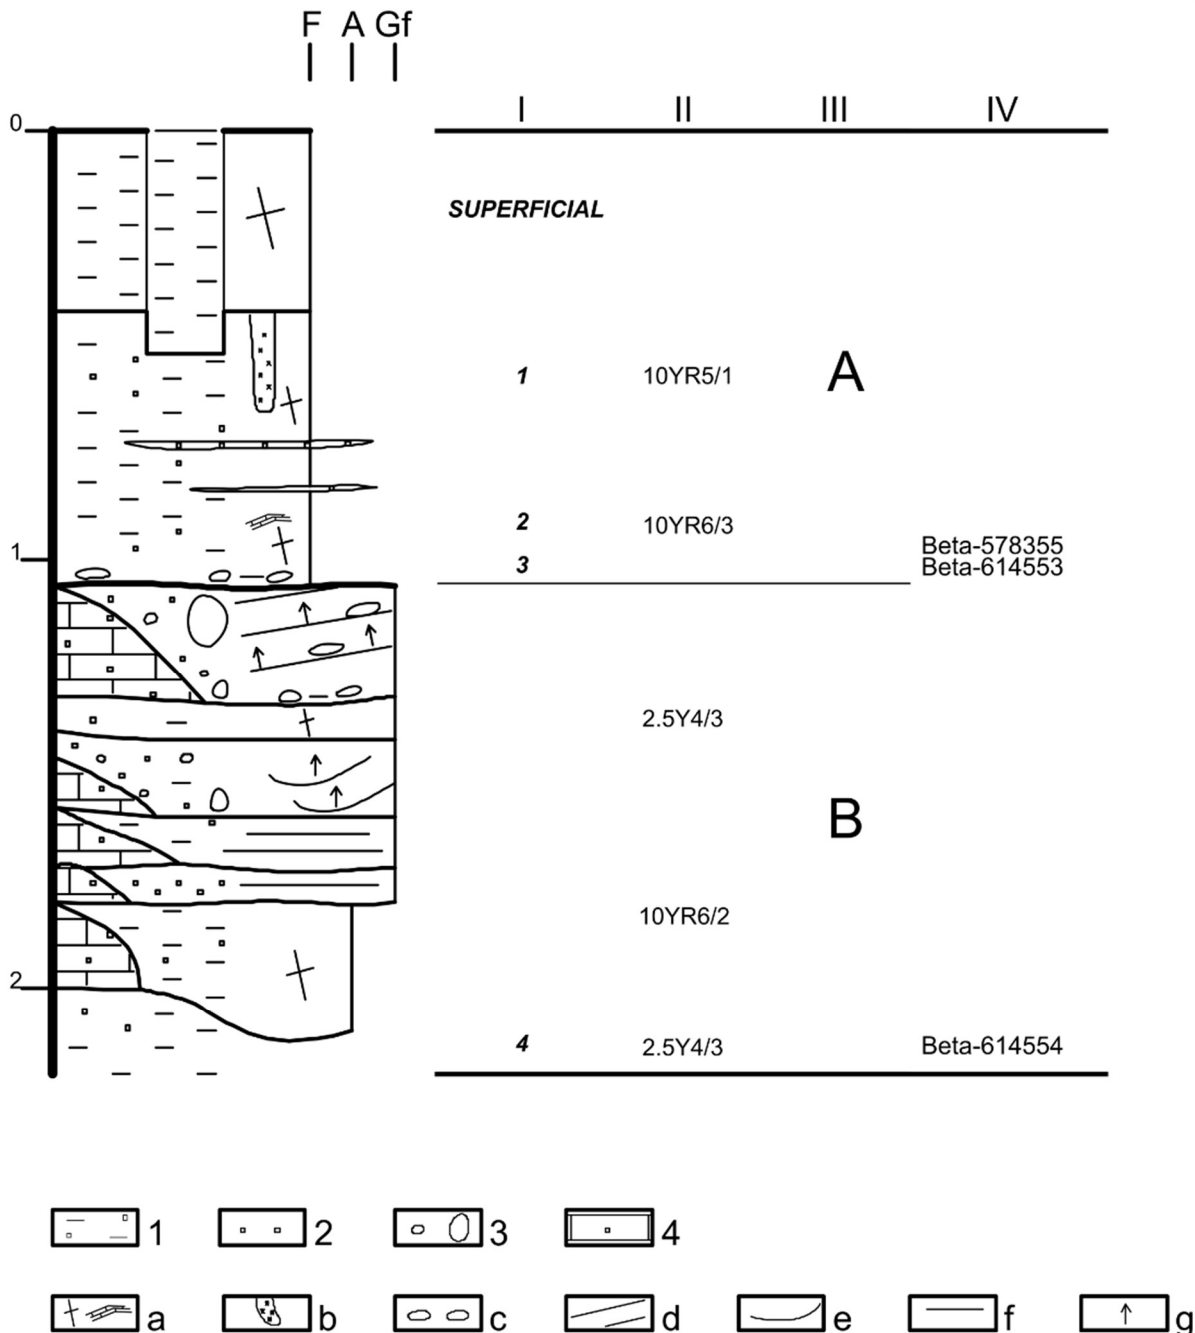 F A Gf
I II III IV
0
SUPERFICIAL
1 10YR5/1 A
2 10YR6/3
Beta-578355
1
3 Beta-614553
2.5Y4/3
B
10YR6/2
2
4 2.5Y4/3 Beta-614554
1 2 3 4
a b c d e f g